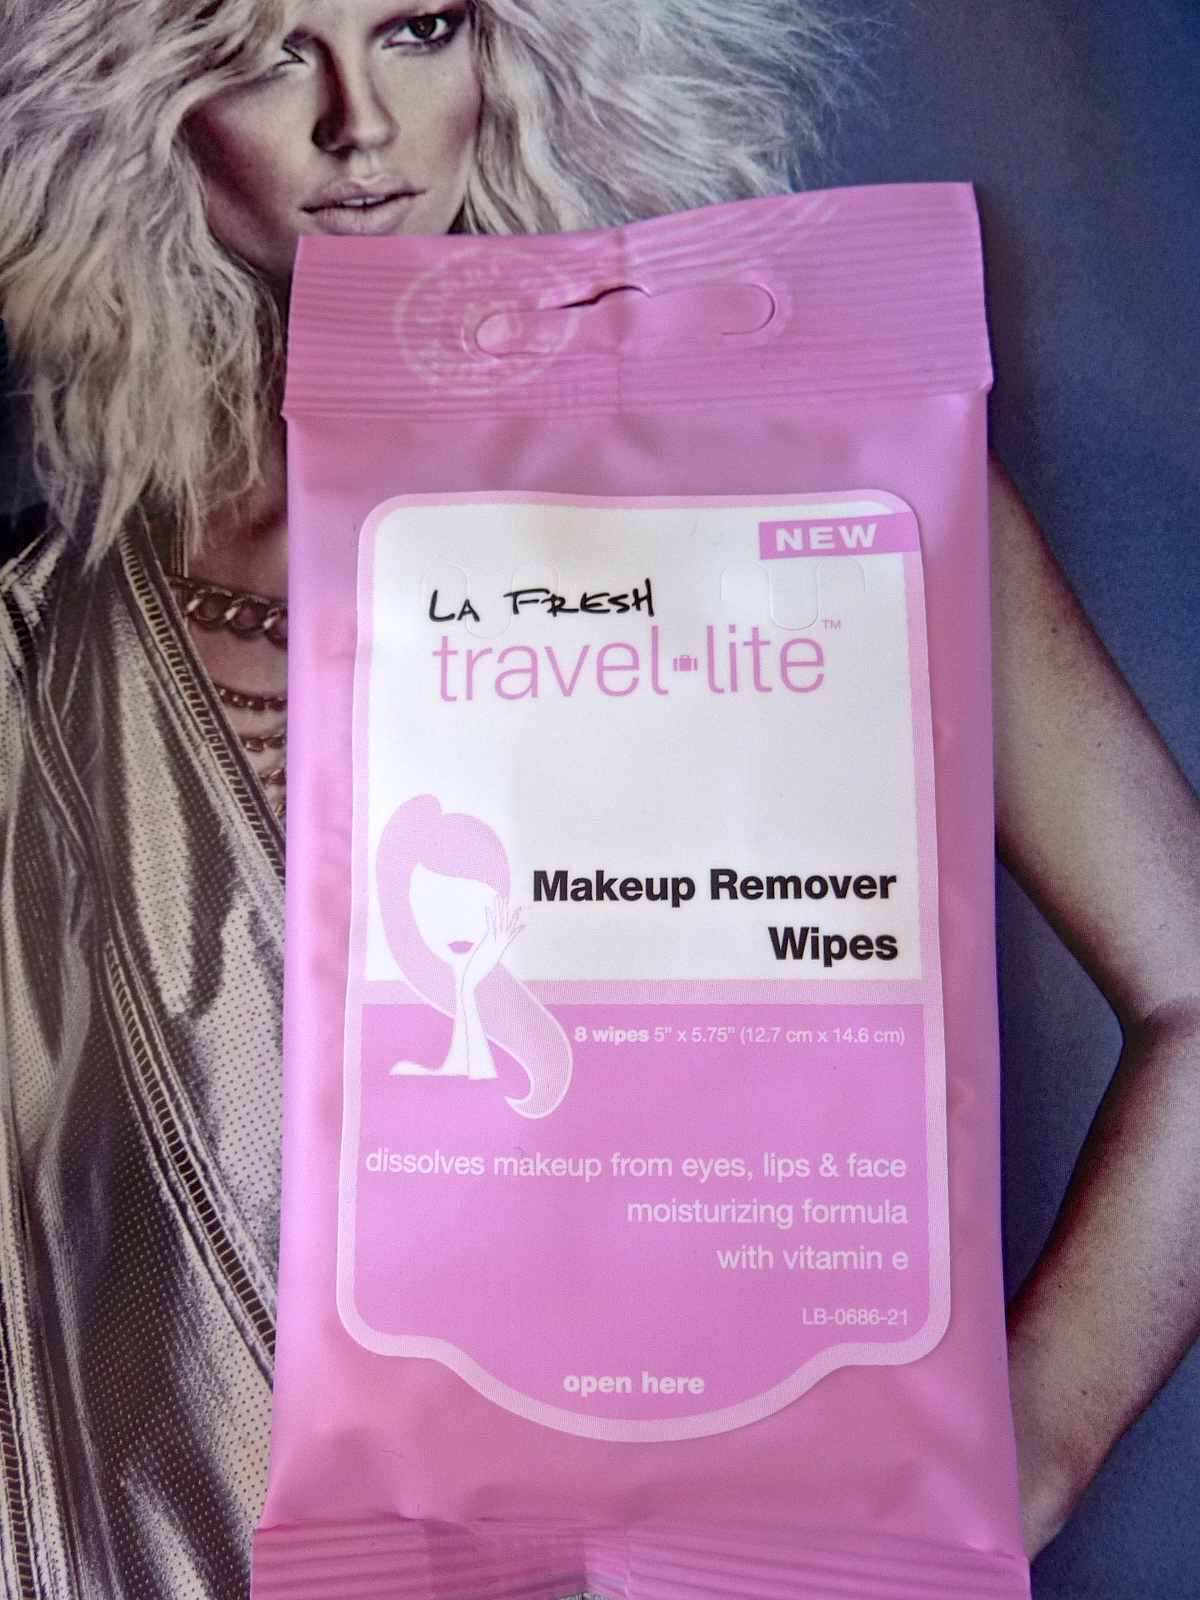 NEW
LA FRESH
travel lite™
Makeup Remover
Wipes
8 wipes 5" x 5.75" (12.7 cm x 14.6 cm)
dissolves makeup from eyes, lips & face
moisturizing formula
with vitamin e
LB-0686-21
open here